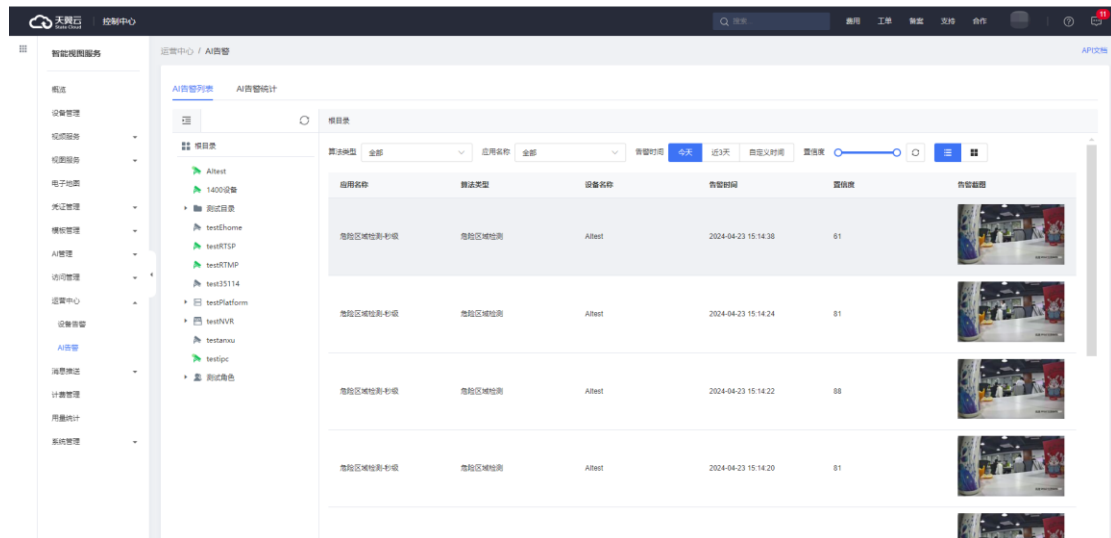 天翼云 控制中心 搜索... 费用 工单 备案 支持 合作 11
State Cloud
智能视图服务
运营中心 / AI告警 API文档
概览
设备管理
视频服务
视图服务
电子地图
凭证管理
模板管理
AI管理
访问管理
运营中心
设备告警
AI告警
消息推送
计费管理
用量统计
系统管理
AI告警列表 AI告警统计
根目录
AItest
1400设备
测试目录
testEhome
testRTSP
testRTMP
test35114
testPlatform
testNVR
testanxu
testipc
测试角色
根目录
算法类型 全部 应用名称 全部 告警时间 今天 近3天 自定义时间 置信度
应用名称 算法类型 设备名称 告警时间 置信度 告警截图
危险区域检测-秒级 危险区域检测 AItest 2024-04-23 15:14:38 61
危险区域检测-秒级 危险区域检测 AItest 2024-04-23 15:14:24 81
危险区域检测-秒级 危险区域检测 AItest 2024-04-23 15:14:22 88
危险区域检测-秒级 危险区域检测 AItest 2024-04-23 15:14:20 81